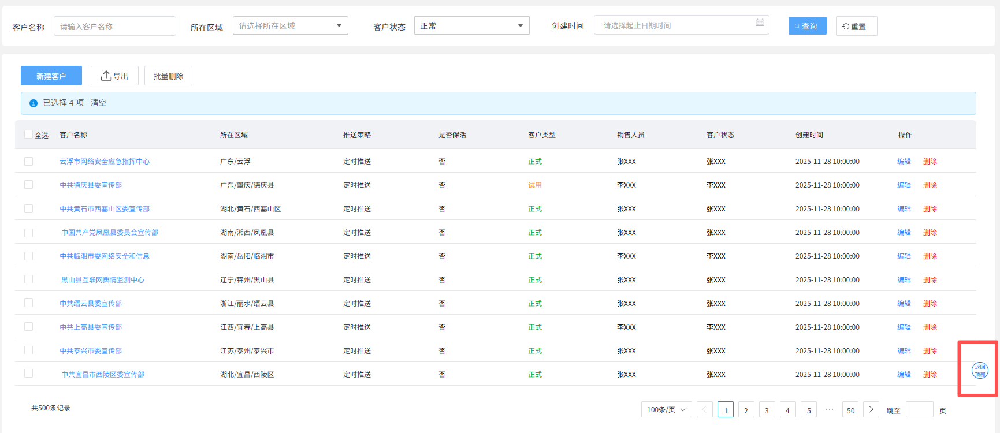 客户名称 请输入客户名称 所在区域 请选择所在区域 客户状态 正常 创建时间 请选择起止日期时间 查询 重置
新建客户 导出 批量删除
1 已选择 4 项 清空
全选 客户名称 所在区域 推送策略 是否保活 客户类型 销售人员 客户状态 创建时间 操作
云浮市网络安全应急指挥中心 广东/云浮 定时推送 否 正式 张XXX 张XXX 2025-11-28 10:00:00 编辑 删除
中共德庆县委宣传部 广东/肇庆/德庆县 定时推送 否 试用 李XXX 李XXX 2025-11-28 10:00:00 编辑 删除
中共黄石市西塞山区委宣传部 湖北/黄石/西塞山区 定时推送 否 正式 张XXX 张XXX 2025-11-28 10:00:00 编辑 删除
中国共产党凤凰县委员会宣传部 湖南/湘西/凤凰县 定时推送 否 正式 张XXX 张XXX 2025-11-28 10:00:00 编辑 删除
中共临湘市委网络安全和信息 湖南/岳阳/临湘市 定时推送 否 正式 李XXX 李XXX 2025-11-28 10:00:00 编辑 删除
黑山县互联网舆情监测中心 辽宁/锦州/黑山县 定时推送 否 正式 张XXX 张XXX 2025-11-28 10:00:00 编辑 删除
中共缙云县委宣传部 浙江/丽水/缙云县 定时推送 否 正式 张XXX 张XXX 2025-11-28 10:00:00 编辑 删除
中共上高县委宣传部 江西/宜春/上高县 定时推送 否 正式 李XXX 李XXX 2025-11-28 10:00:00 编辑 删除
中共泰兴市委宣传部 江苏/泰州/泰兴市 定时推送 否 正式 张XXX 张XXX 2025-11-28 10:00:00 编辑 删除
中共宜昌市西陵区委宣传部 湖北/宜昌/西陵区 定时推送 否 正式 张XXX 张XXX 2025-11-28 10:00:00 编辑 删除
返回
顶部
共500条记录 100条/页 1 2 3 4 5 ··· 50 跳至 页